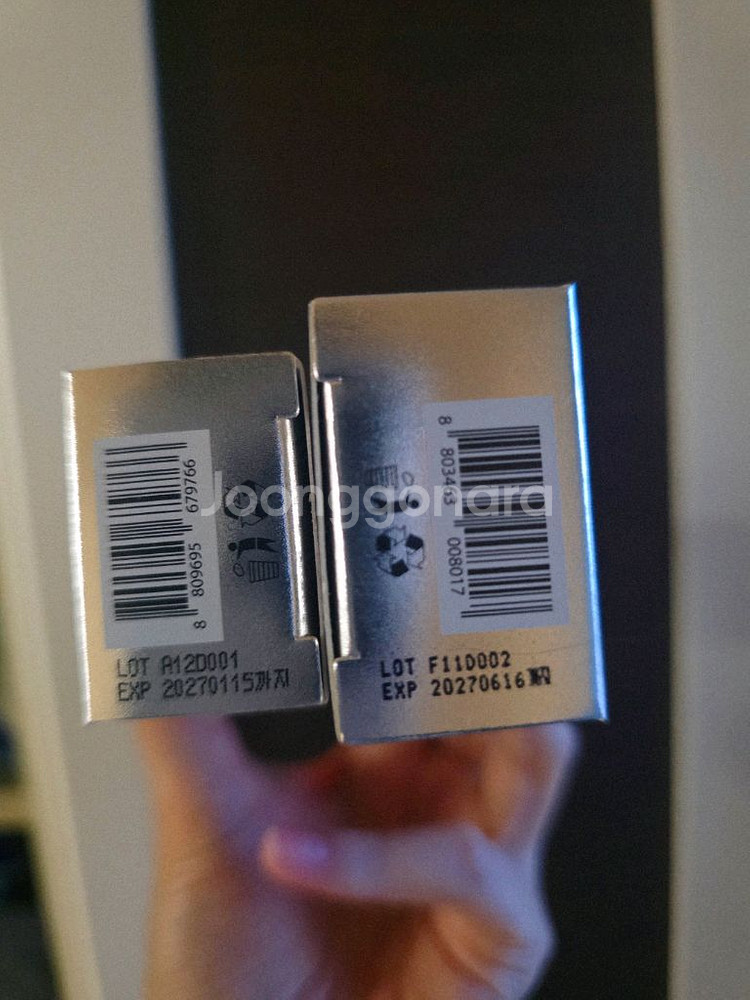 8 809695 679766
LOT A12D001
EXP 20270115까지
8 803463 008017
LOT F11D002
EXP 20270616까지
Joonggonara